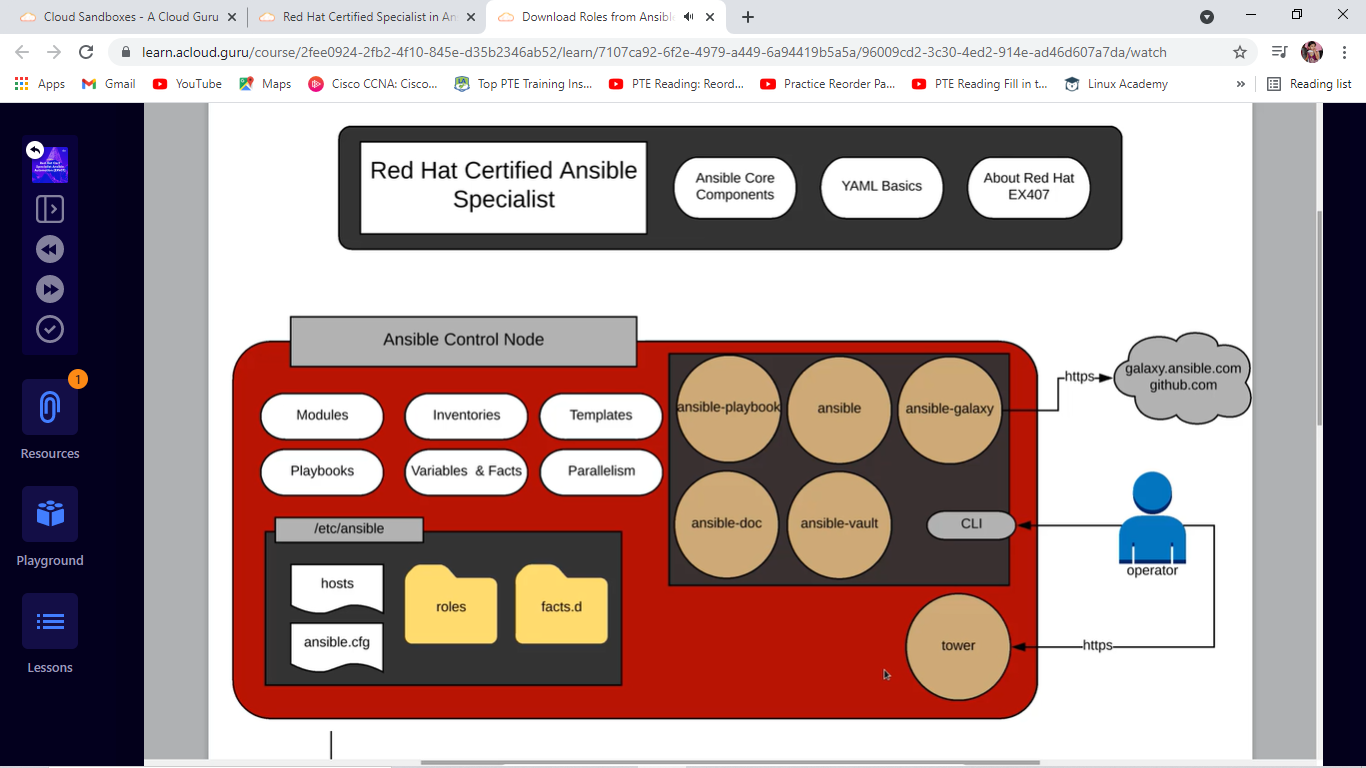 Cloud Sandboxes - A Cloud Guru
Red Hat Certified Specialist in An
Download Roles from Ansibl
learn.acloud.guru/course/2fee0924-2fb2-4f10-845e-d35b2346ab52/learn/7107ca92-6f2e-4979-a449-6a94419b5a5a/96009cd2-3c30-4ed2-914e-ad46d607a7da/watch
Apps
Gmail
YouTube
Maps
Cisco CCNA: Cisco...
Top PTE Training Ins...
PTE Reading: Reord...
Practice Reorder Pa...
PTE Reading Fill in t...
Linux Academy
»
Reading list
Red Hat Certified Ansible
Specialist
Ansible Core
Components
YAML Basics
About Red Hat
EX407
Ansible Control Node
Modules
Inventories
Templates
Playbooks
Variables & Facts
Parallelism
/etc/ansible
hosts
ansible.cfg
roles
facts.d
ansible-playbook
ansible
ansible-galaxy
ansible-doc
ansible-vault
CLI
tower
https
galaxy.ansible.com
github.com
operator
https
1
Resources
Playground
Lessons